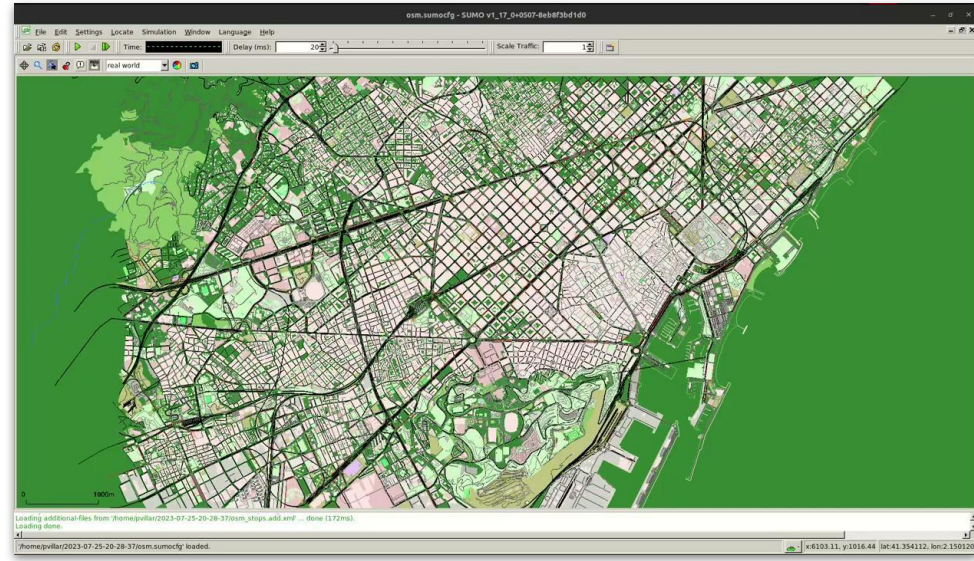 osm.sumocfg - SUMO v1_17_0+0507-8eb8f3bd1d0
File Edit Settings Locate Simulation Window Language Help
Time: Delay (ms): 20 Scale Traffic: 1
real world
0 1000m
Loading additional-files from '/home/pvillar/2023-07-25-20-28-37/osm_stops.add.xml' ... done (172ms).
Loading done.
'/home/pvillar/2023-07-25-20-28-37/osm.sumocfg' loaded. x:6103.11, y:1016.44 lat:41.354112, lon:2.150120